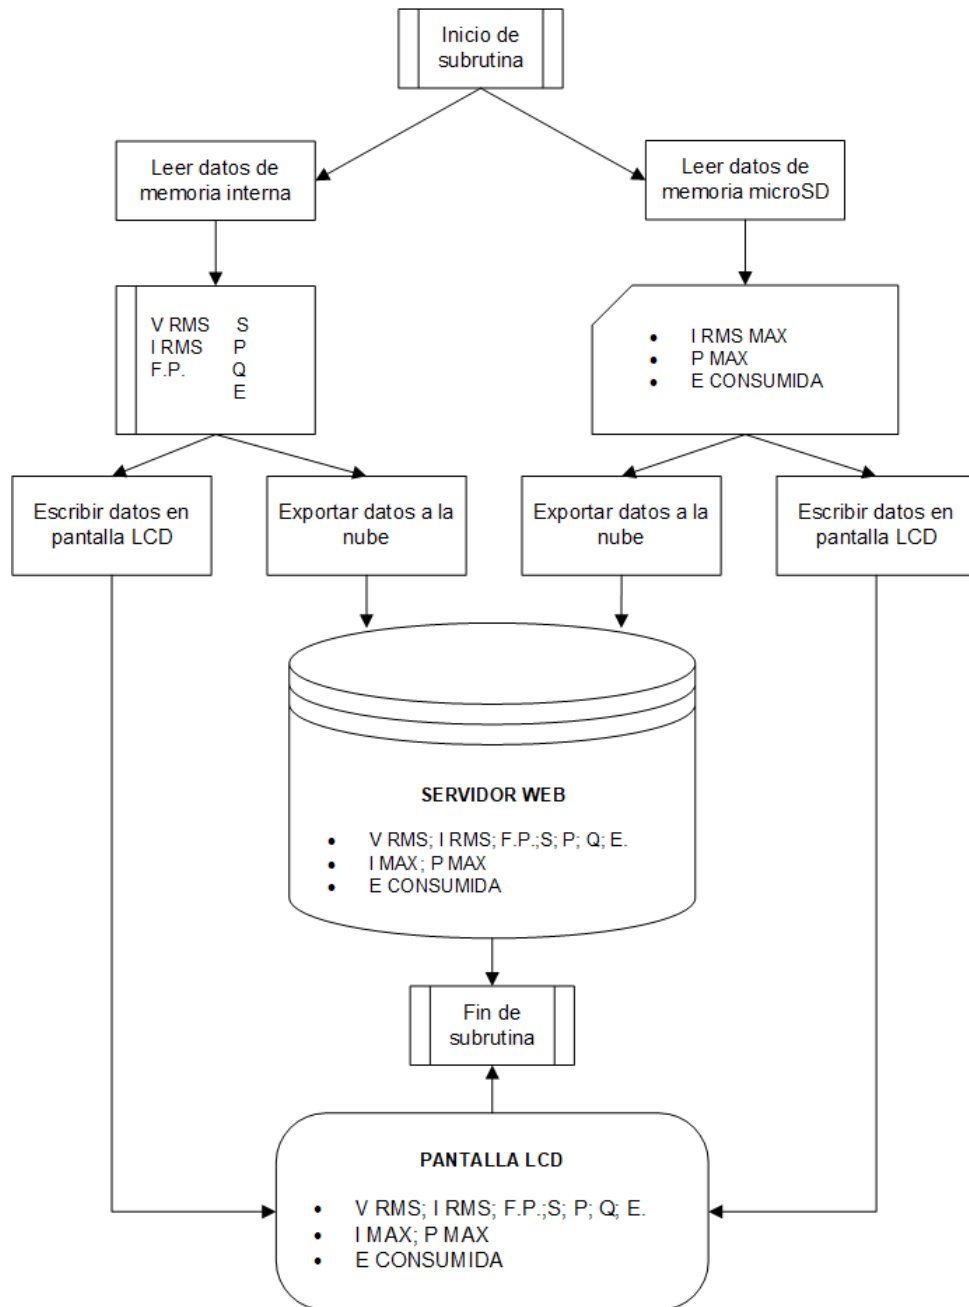 Inicio de
subrutina
Leer datos de
memoria interna
Leer datos de
memoria microSD
V RMS S
I RMS P
F.P. Q
E
• I RMS MAX
• P MAX
• E CONSUMIDA
Escribir datos en
pantalla LCD
Exportar datos a la
nube
Exportar datos a la
nube
Escribir datos en
pantalla LCD
SERVIDOR WEB
• V RMS; I RMS; F.P.;S; P; Q; E.
• I MAX; P MAX
• E CONSUMIDA
Fin de
subrutina
PANTALLA LCD
• V RMS; I RMS; F.P.;S; P; Q; E.
• I MAX; P MAX
• E CONSUMIDA